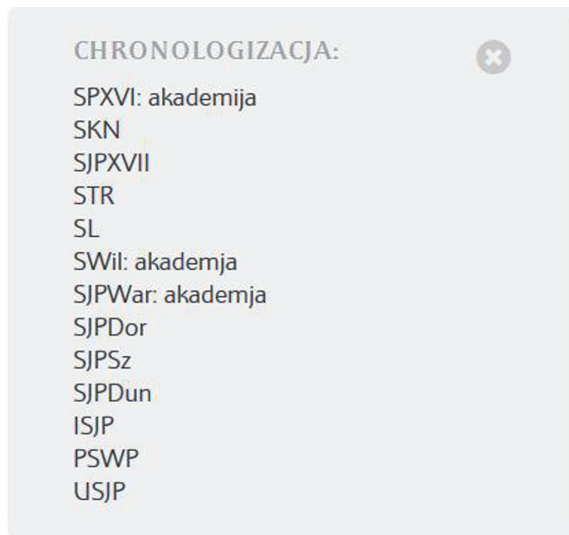 CHRONOLOGIZACJA:
SPXVI: akademija
SKN
SJPXVII
STR
SL
SWil: akademja
SJPWar: akademja
SJPDor
SJPSz
SJPDun
ISJP
PSWP
USJP